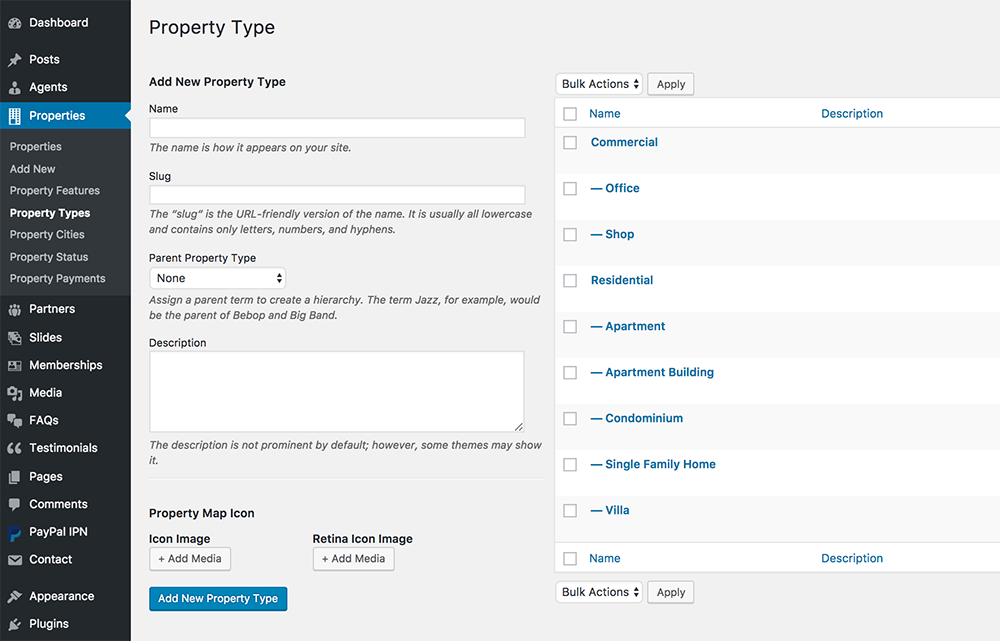 Dashboard
Posts
Agents
Properties
Properties
Add New
Property Features
Property Types
Property Cities
Property Status
Property Payments
Partners
Slides
Memberships
Media
FAQs
Testimonials
Pages
Comments
PayPal IPN
Contact
Appearance
Plugins
Property Type
Add New Property Type
Name
The name is how it appears on your site.
Slug
The “slug” is the URL-friendly version of the name. It is usually all lowercase
and contains only letters, numbers, and hyphens.
Parent Property Type
None
Assign a parent term to create a hierarchy. The term Jazz, for example, would
be the parent of Bebop and Big Band.
Description
The description is not prominent by default; however, some themes may show
it.
Property Map Icon
Icon Image Retina Icon Image
+ Add Media + Add Media
Add New Property Type
Bulk Actions Apply
Name Description
Commercial
— Office
— Shop
Residential
— Apartment
— Apartment Building
— Condominium
— Single Family Home
— Villa
Name Description
Bulk Actions Apply